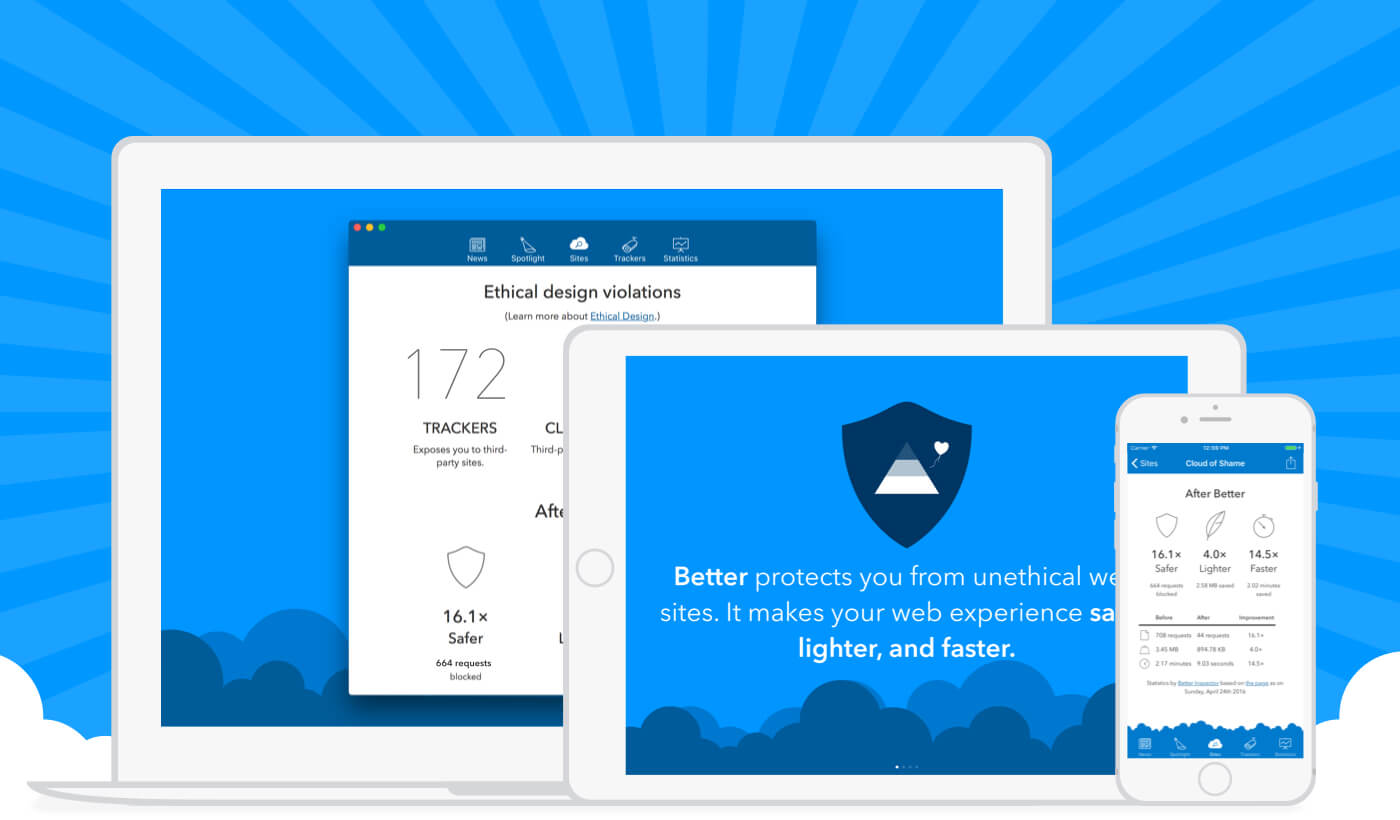 News Spotlight Sites Trackers Statistics
Ethical design violations
(Learn more about Ethical Design.)
172
TRACKERS
Exposes you to third-
party sites.
CL
Third-p
Afte
16.1×
Safer
L
664 requests
blocked
Better protects you from unethical we
sites. It makes your web experience sa
lighter, and faster.
Carrier 12:09 PM
Sites Cloud of Shame
After Better
16.1× 4.0× 14.5×
Safer Lighter Faster
664 requests 2.58 MB saved 2.02 minutes
blocked saved
Before After Improvement
708 requests 44 requests 16.1×
3.45 MB 894.78 KB 4.0×
2.17 minutes 9.03 seconds 14.5×
Statistics by Better Inspector based on the page as on
Sunday, April 24th 2016
News Spotlight Sites Trackers Statistics